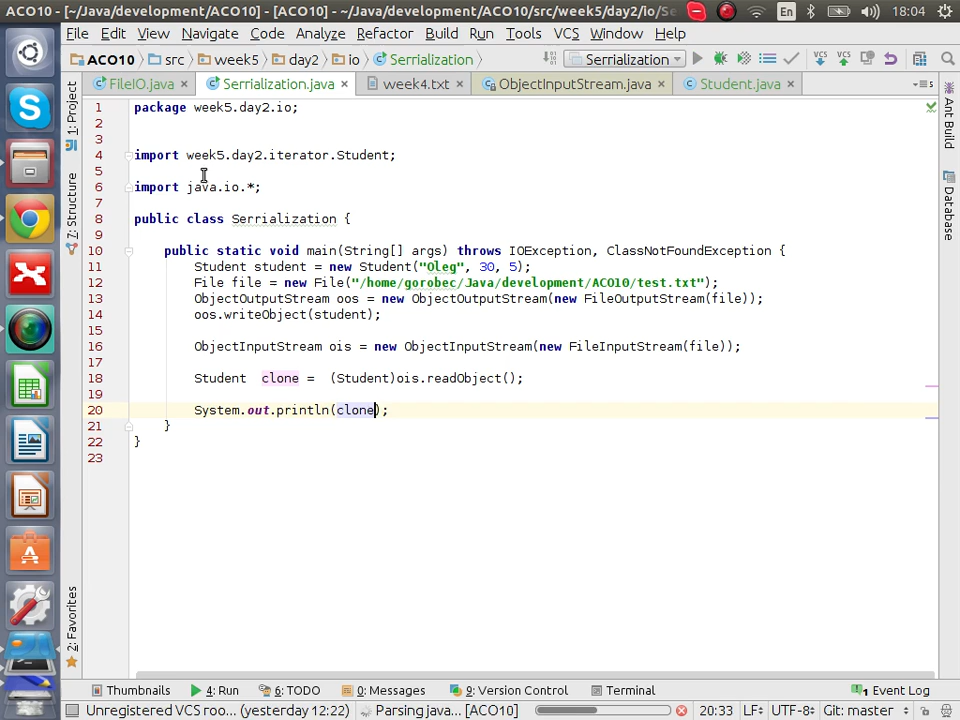 ACO10 - [~/Java/development/ACO10] - [ACO10] - ~/Java/development/ACO10/src/week5/day2/io/Se
En 18:04
File Edit View Navigate Code Analyze Refactor Build Run Tools VCS Window Help
ACO10 src week5 day2 io Serrialization Serrialization VCS VCS
FileIO.java Serrialization.java week4.txt ObjectInputStream.java Student.java
1: Project
7: Structure
2: Favorites
1 package week5.day2.io;
2
3
4 import week5.day2.iterator.Student;
5
6 import java.io.*;
7
8 public class Serrialization {
9
10 public static void main(String[] args) throws IOException, ClassNotFoundException {
11 Student student = new Student("Oleg", 30, 5);
12 File file = new File("/home/gorobec/Java/development/ACO10/test.txt");
13 ObjectOutputStream oos = new ObjectOutputStream(new FileOutputStream(file));
14 oos.writeObject(student);
15
16 ObjectInputStream ois = new ObjectInputStream(new FileInputStream(file));
17
18 Student clone = (Student)ois.readObject();
19
20 System.out.println(clone);
21 }
22 }
23
Ant Build
Database
Thumbnails 4: Run 6: TODO 0: Messages 9: Version Control Terminal 1 Event Log
Unregistered VCS roo... (yesterday 12:22) Parsing java... [ACO10] 20:33 LF UTF-8 Git: master